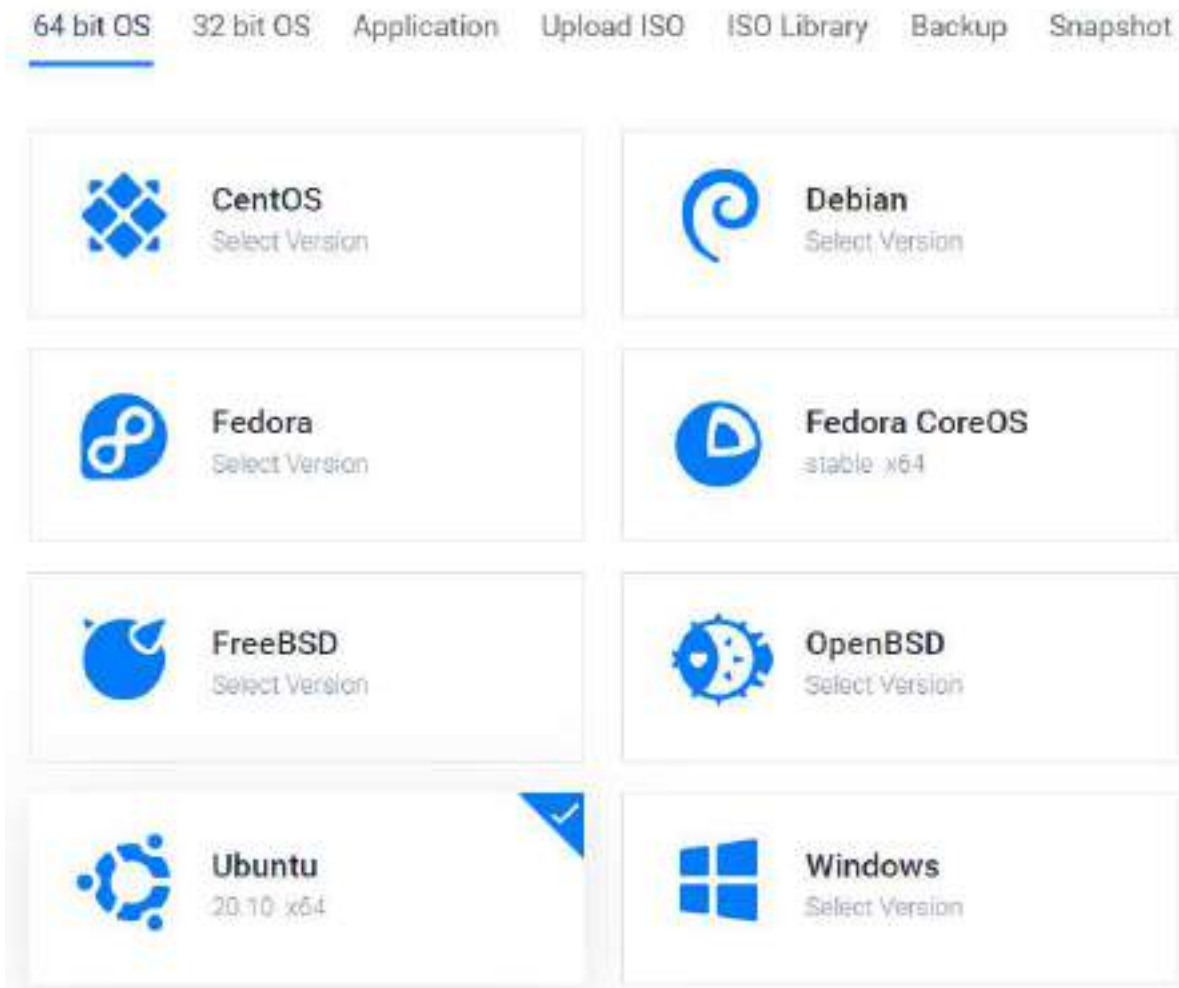 64 bit OS 32 bit OS Application Upload ISO ISO Library Backup Snapshot
CentOS
Select Version
Debian
Select Version
Fedora
Select Version
Fedora CoreOS
stable x64
FreeBSD
Select Version
OpenBSD
Select Version
Ubuntu
20.10 x64
Windows
Select Version